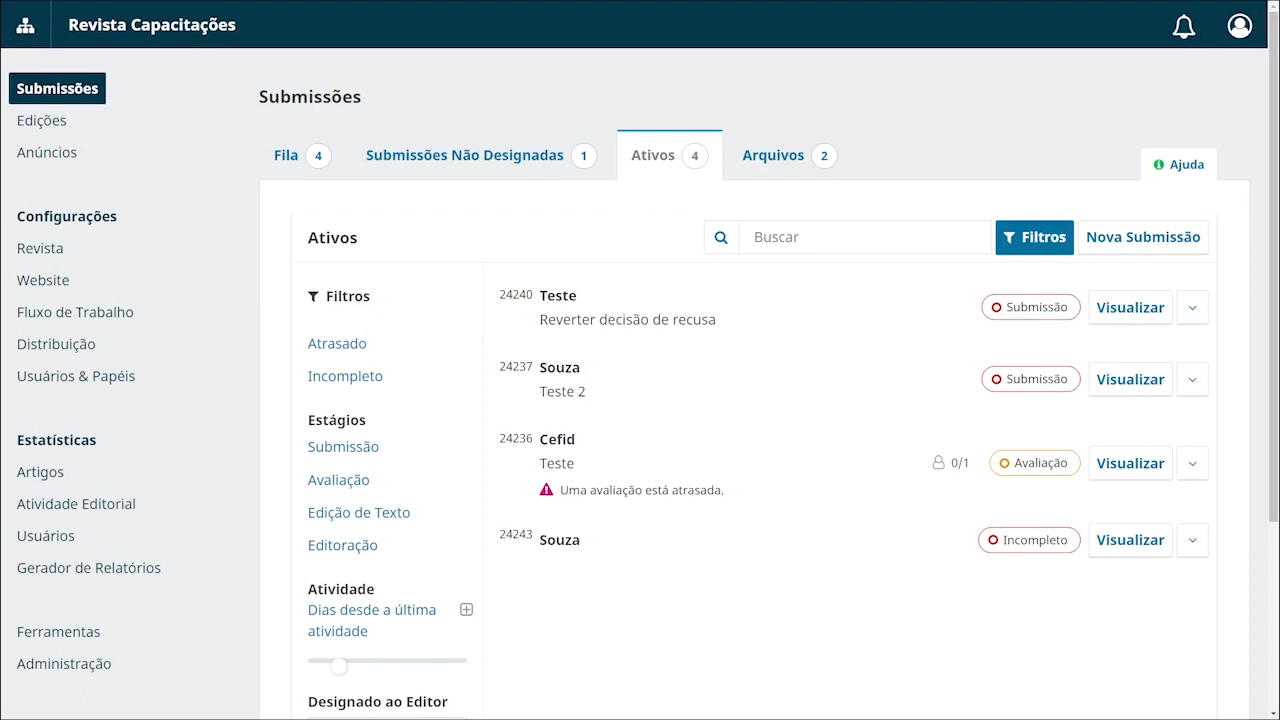 Revista Capacitações
Submissões
Edições
Anúncios
Configurações
Revista
Website
Fluxo de Trabalho
Distribuição
Usuários & Papéis
Estatísticas
Artigos
Atividade Editorial
Usuários
Gerador de Relatórios
Ferramentas
Administração
Submissões
Fila 4
Submissões Não Designadas 1
Ativos 4
Arquivos 2
Ajuda
Ativos
Buscar
Filtros
Nova Submissão
Filtros
Atrasado
Incompleto
Estágios
Submissão
Avaliação
Edição de Texto
Editoração
Atividade
Dias desde a última
atividade
Designado ao Editor
24240 Teste
Reverter decisão de recusa
Submissão
Visualizar
24237 Souza
Teste 2
Submissão
Visualizar
24236 Cefid
Teste
Uma avaliação está atrasada.
0/1
Avaliação
Visualizar
24243 Souza
Incompleto
Visualizar